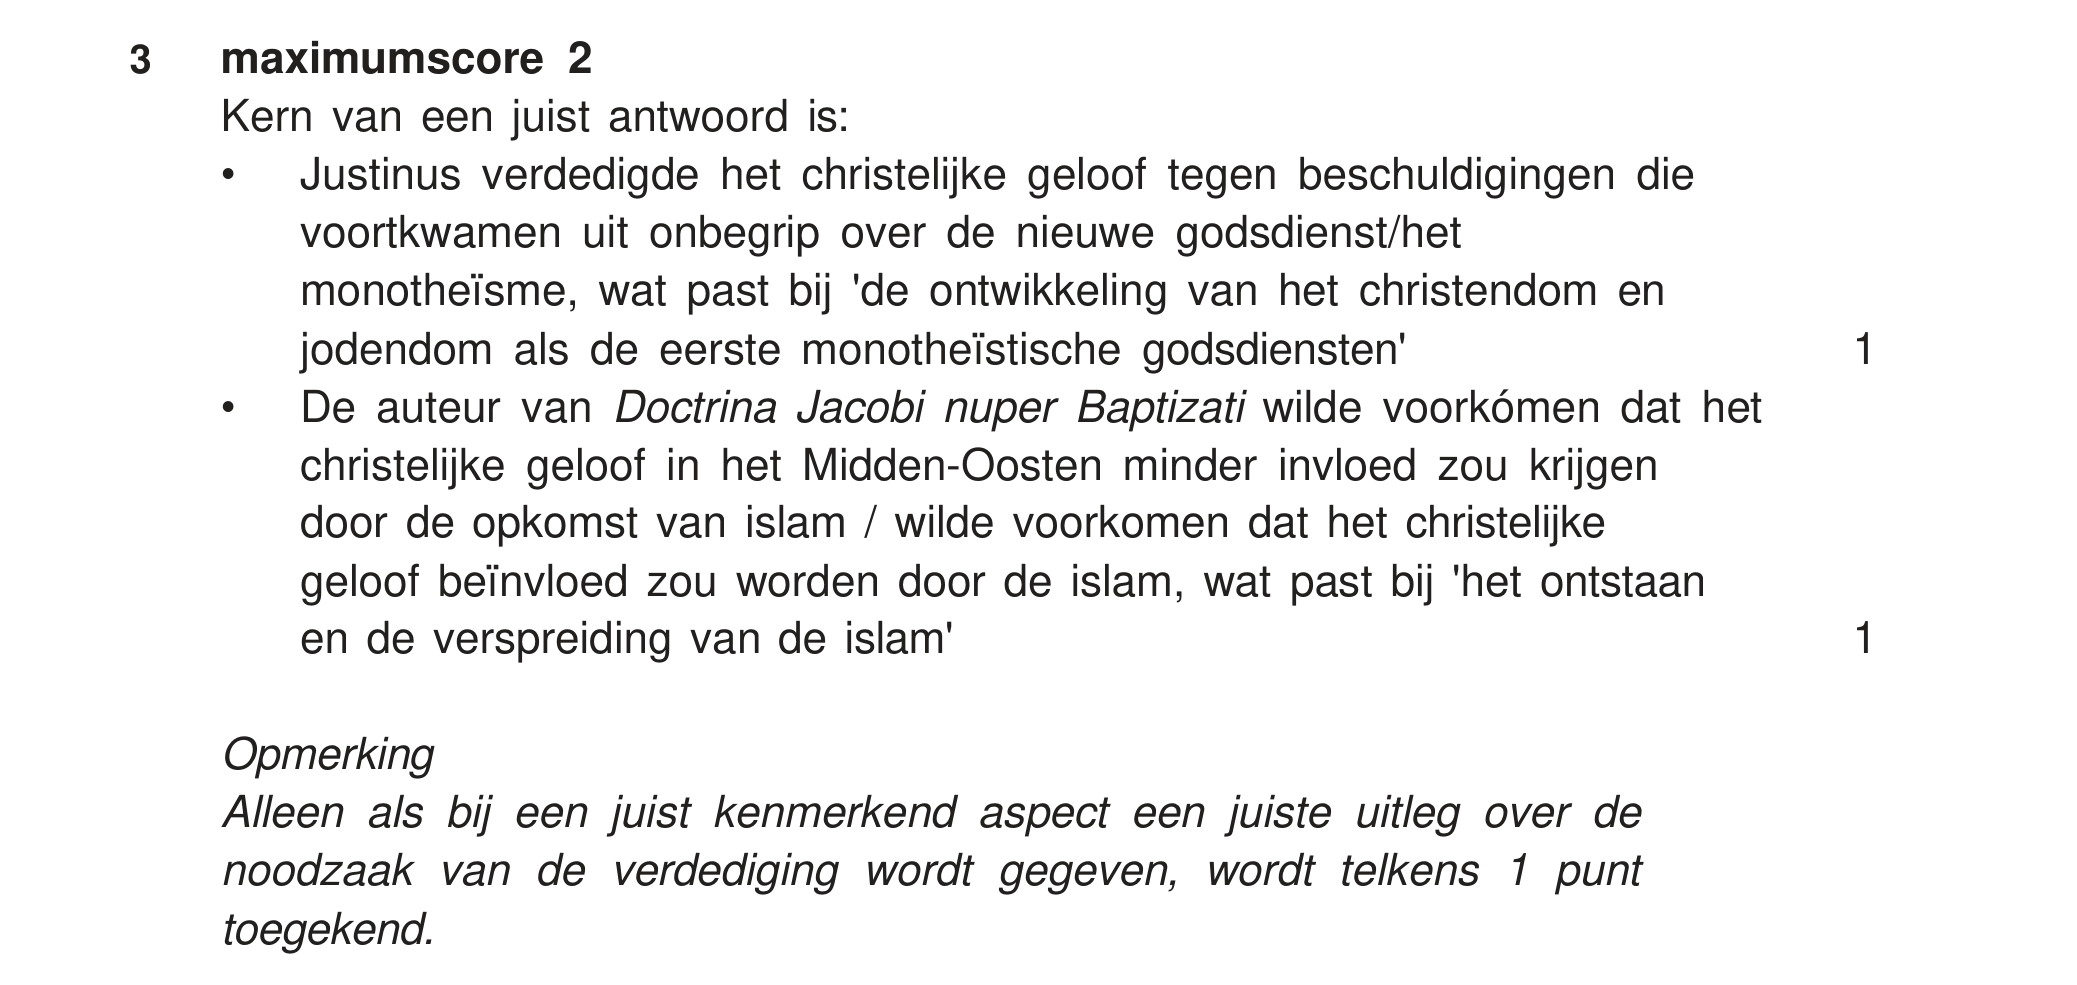 3 maximumscore 2
Kern van een juist antwoord is:
• Justinus verdedigde het christelijke geloof tegen beschuldigingen die
voortkwamen uit onbegrip over de nieuwe godsdienst/het
monotheïsme, wat past bij 'de ontwikkeling van het christendom en
jodendom als de eerste monotheïstische godsdiensten' 1
• De auteur van Doctrina Jacobi nuper Baptizati wilde voorkómen dat het
christelijke geloof in het Midden-Oosten minder invloed zou krijgen
door de opkomst van islam / wilde voorkomen dat het christelijke
geloof beïnvloed zou worden door de islam, wat past bij 'het ontstaan
en de verspreiding van de islam' 1
Opmerking
Alleen als bij een juist kenmerkend aspect een juiste uitleg over de
noodzaak van de verdediging wordt gegeven, wordt telkens 1 punt
toegekend.